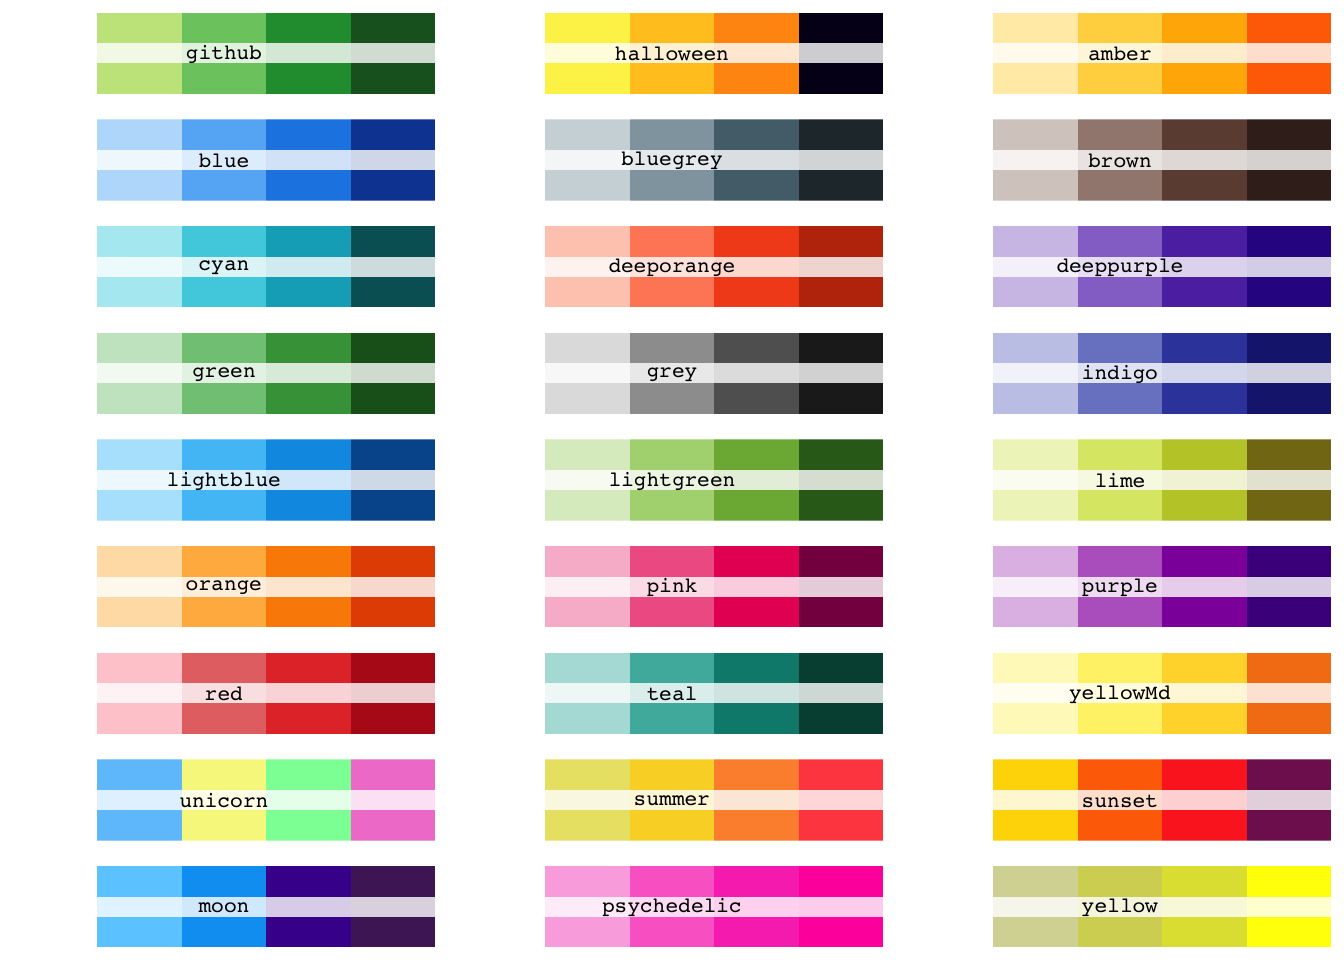 github
halloween
amber
blue
bluegrey
brown
cyan
deeporange
deeppurple
green
grey
indigo
lightblue
lightgreen
lime
orange
pink
purple
red
teal
yellowMd
unicorn
summer
sunset
moon
psychedelic
yellow